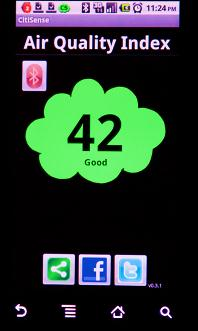 11:24 PM
CitiSense
Air Quality Index
42
Good
v0.3.1